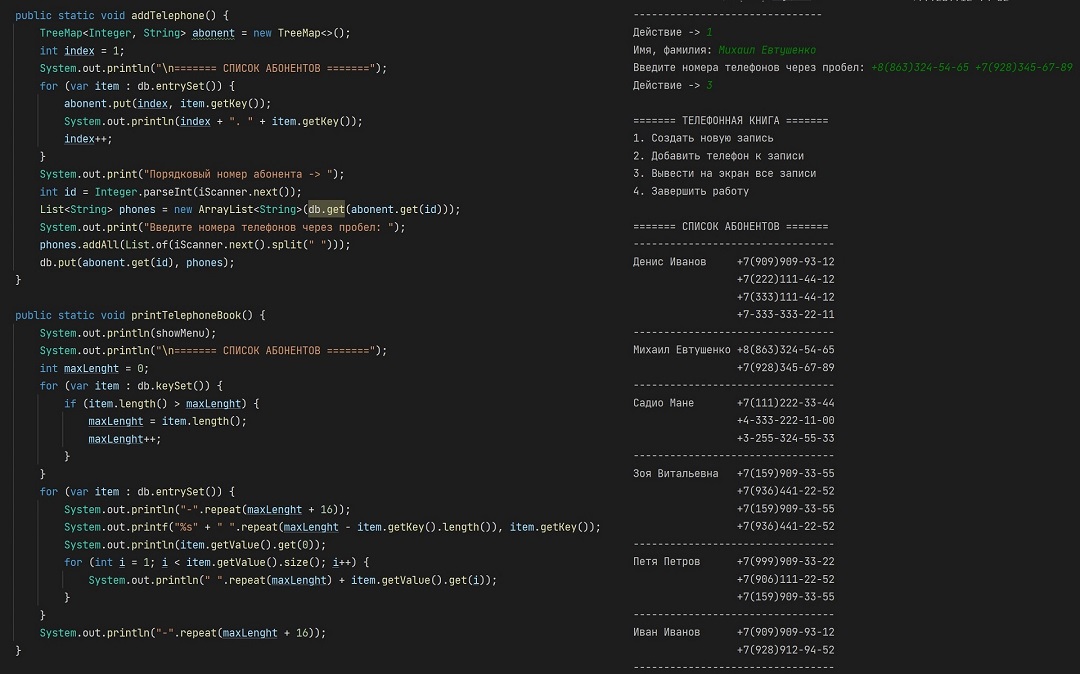 public static void addTelephone() {
TreeMap<Integer, String> abonent = new TreeMap<>();
int index = 1;
System.out.println("\n======= СПИСОК АБОНЕНТОВ =======");
for (var item : db.entrySet()) {
abonent.put(index, item.getKey());
System.out.println(index + ". " + item.getKey());
index++;
}
System.out.print("Порядковый номер абонента -> ");
int id = Integer.parseInt(iScanner.next());
List<String> phones = new ArrayList<String>(db.get(abonent.get(id)));
System.out.print("Введите номера телефонов через пробел: ");
phones.addAll(List.of(iScanner.next().split(" ")));
db.put(abonent.get(id), phones);
}
public static void printTelephoneBook() {
System.out.println(showMenu);
System.out.println("\n======= СПИСОК АБОНЕНТОВ =======");
int maxLenght = 0;
for (var item : db.keySet()) {
if (item.length() > maxLenght) {
maxLenght = item.length();
maxLenght++;
}
}
for (var item : db.entrySet()) {
System.out.println("-".repeat(maxLenght + 16));
System.out.printf("%s" + " ".repeat(maxLenght - item.getKey().length()), item.getKey());
System.out.println(item.getValue().get(0));
for (int i = 1; i < item.getValue().size(); i++) {
System.out.println(" ".repeat(maxLenght) + item.getValue().get(i));
}
}
System.out.println("-".repeat(maxLenght + 16));
}
-------------------------------
Действие -> 1
Имя, фамилия: Михаил Евтушенко
Введите номера телефонов через пробел: +8(863)324-54-65 +7(928)345-67-89
Действие -> 3
======= ТЕЛЕФОННАЯ КНИГА =======
1. Создать новую запись
2. Добавить телефон к записи
3. Вывести на экран все записи
4. Завершить работу
======= СПИСОК АБОНЕНТОВ =======
---------------------------------
Денис Иванов +7(909)909-93-12
+7(222)111-44-12
+7(333)111-44-12
+7-333-333-22-11
---------------------------------
Михаил Евтушенко +8(863)324-54-65
+7(928)345-67-89
---------------------------------
Садио Мане +7(111)222-33-44
+4-333-222-11-00
+3-255-324-55-33
---------------------------------
Зоя Витальевна +7(159)909-33-55
+7(936)441-22-52
+7(159)909-33-55
+7(936)441-22-52
---------------------------------
Петя Петров +7(999)909-33-22
+7(906)111-22-52
+7(159)909-33-55
---------------------------------
Иван Иванов +7(909)909-93-12
+7(928)912-94-52
---------------------------------